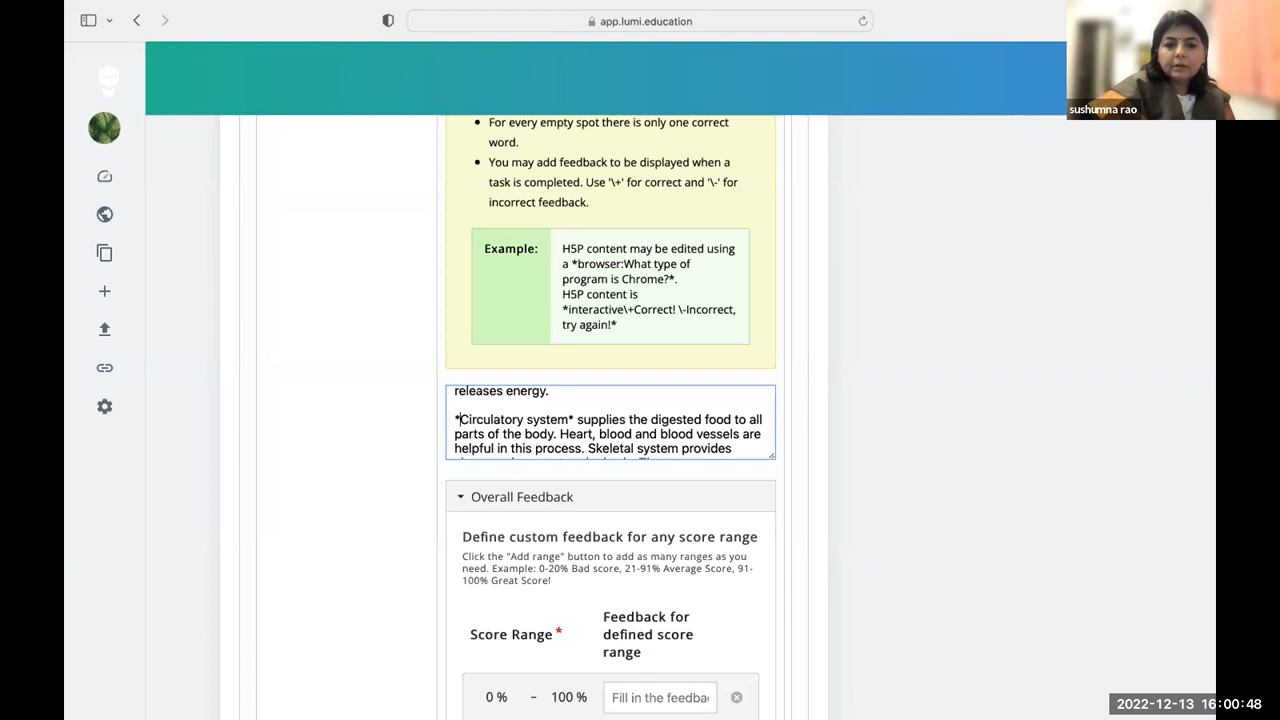 app.lumi.education
sushumna rao
For every empty spot there is only one correct
word.
You may add feedback to be displayed when a
task is completed. Use '\+' for correct and '\-' for
incorrect feedback.
Example:
H5P content may be edited using
a *browser:What type of
program is Chrome?*.
H5P content is
*interactive\+Correct! \-Incorrect,
try again!*
releases energy.
*Circulatory system* supplies the digested food to all
parts of the body. Heart, blood and blood vessels are
helpful in this process. Skeletal system provides
Overall Feedback
Define custom feedback for any score range
Click the "Add range" button to add as many ranges as you
need. Example: 0-20% Bad score, 21-91% Average Score, 91-
100% Great Score!
Score Range *
Feedback for
defined score
range
0 % – 100 % Fill in the feedba
2022-12-13 16:00:48